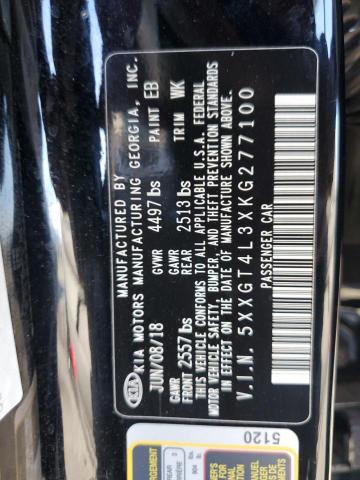 KIA
MANUFACTURED BY
KIA MOTORS MANUFACTURING GEORGIA, INC.
JUN/08/18 GVWR 4497 lbs PAINT EB
GAWR FRONT 2557 lbs GAWR REAR 2513 lbs TRIM WK
THIS VEHICLE CONFORMS TO ALL APPLICABLE U.S.A. FEDERAL
MOTOR VEHICLE SAFETY, BUMPER, AND THEFT PREVENTION STANDARDS
IN EFFECT ON THE DATE OF MANUFACTURE SHOWN ABOVE.
V.I.N. 5XXGT4L3XKG277100
PASSENGER CAR
5120